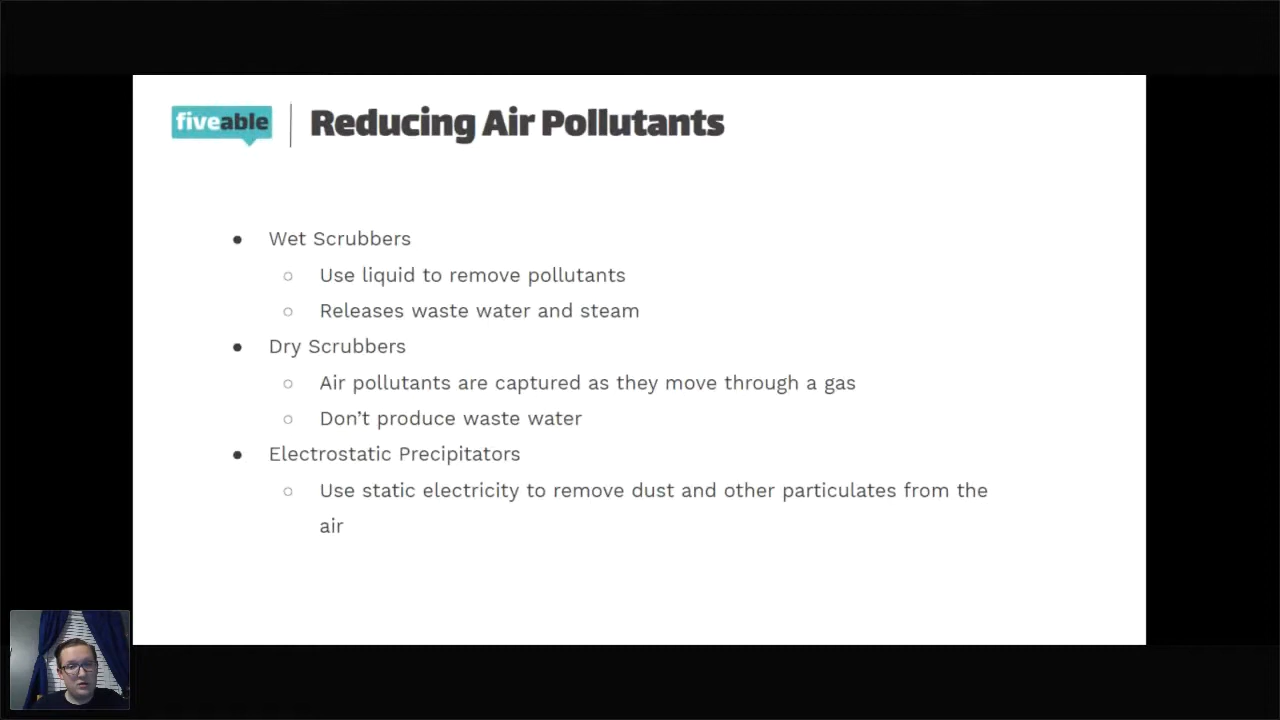 fiveable
Reducing Air Pollutants
● Wet Scrubbers
○ Use liquid to remove pollutants
○ Releases waste water and steam
● Dry Scrubbers
○ Air pollutants are captured as they move through a gas
○ Don’t produce waste water
● Electrostatic Precipitators
○ Use static electricity to remove dust and other particulates from the
air